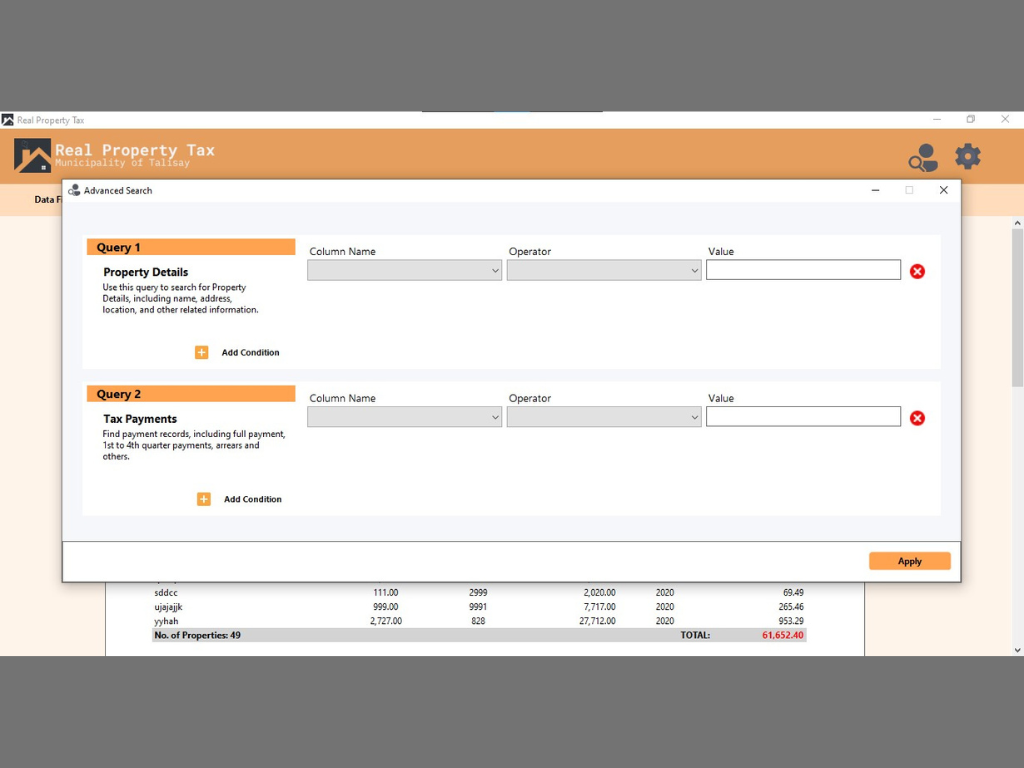 Real Property Tax
Real Property Tax
Municipality of Talisay
Data
Advanced Search
Query 1
Column Name
Operator
Value
Property Details
Use this query to search for Property
Details, including name, address,
location, and other related information.
Add Condition
Query 2
Column Name
Operator
Value
Tax Payments
Find payment records, including full payment,
1st to 4th quarter payments, arrears and
others.
Add Condition
Apply
sddcc 111.00 2999 2,020.00 2020 69.49
ujajajjk 999.00 9991 7,717.00 2020 265.46
yyhah 2,727.00 828 27,712.00 2020 953.29
No. of Properties: 49 TOTAL: 61,652.40